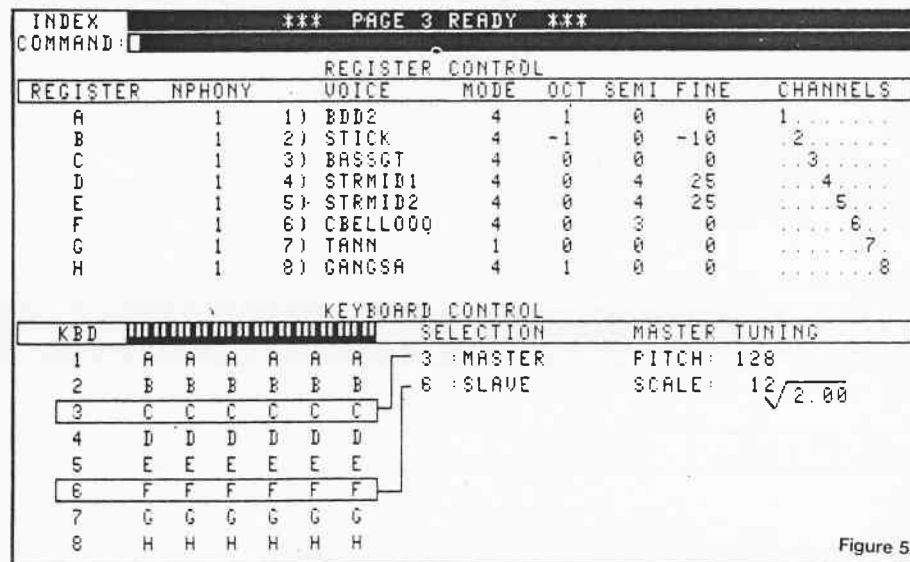 INDEX *** PAGE 3 READY ***
COMMAND:
REGISTER CONTROL
REGISTER NPHONY VOICE MODE OCT SEMI FINE CHANNELS
A 1 1) BDD2 4 1 0 0 1.......
B 1 2) STICK 4 -1 0 -10 .2......
C 1 3) BASSGT 4 0 0 0 ..3.....
D 1 4) STRMID1 4 0 4 25 ...4....
E 1 5) STRMID2 4 0 4 25 ....5...
F 1 6) CBELLOOO 4 0 3 0 .....6..
G 1 7) TANN 1 0 0 0 ......7.
H 1 8) GANGSA 4 1 0 0 .......8
KEYBOARD CONTROL
KBD SELECTION MASTER TUNING
1 A A A A A A 3 :MASTER PITCH: 128
2 B B B B B B 6 :SLAVE SCALE: 12√2.00
3 C C C C C C
4 D D D D D D
5 E E E E E E
6 F F F F F F
7 G G G G G G
8 H H H H H H
Figure 5